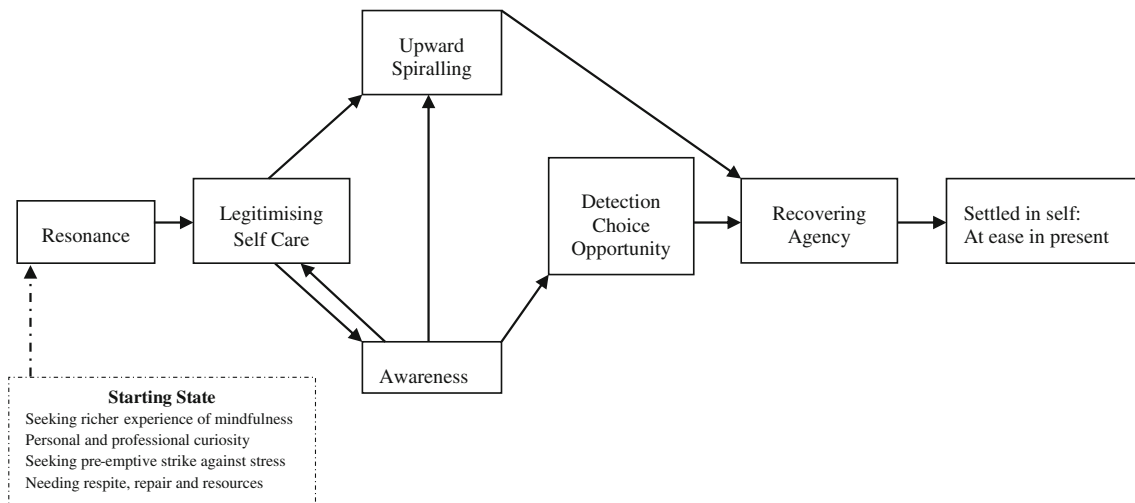 Upward
Spiralling
Resonance
Legitimising
Self Care
Detection
Choice
Opportunity
Recovering
Agency
Settled in self:
At ease in present
Awareness
Starting State
Seeking richer experience of mindfulness
Personal and professional curiosity
Seeking pre-emptive strike against stress
Needing respite, repair and resources